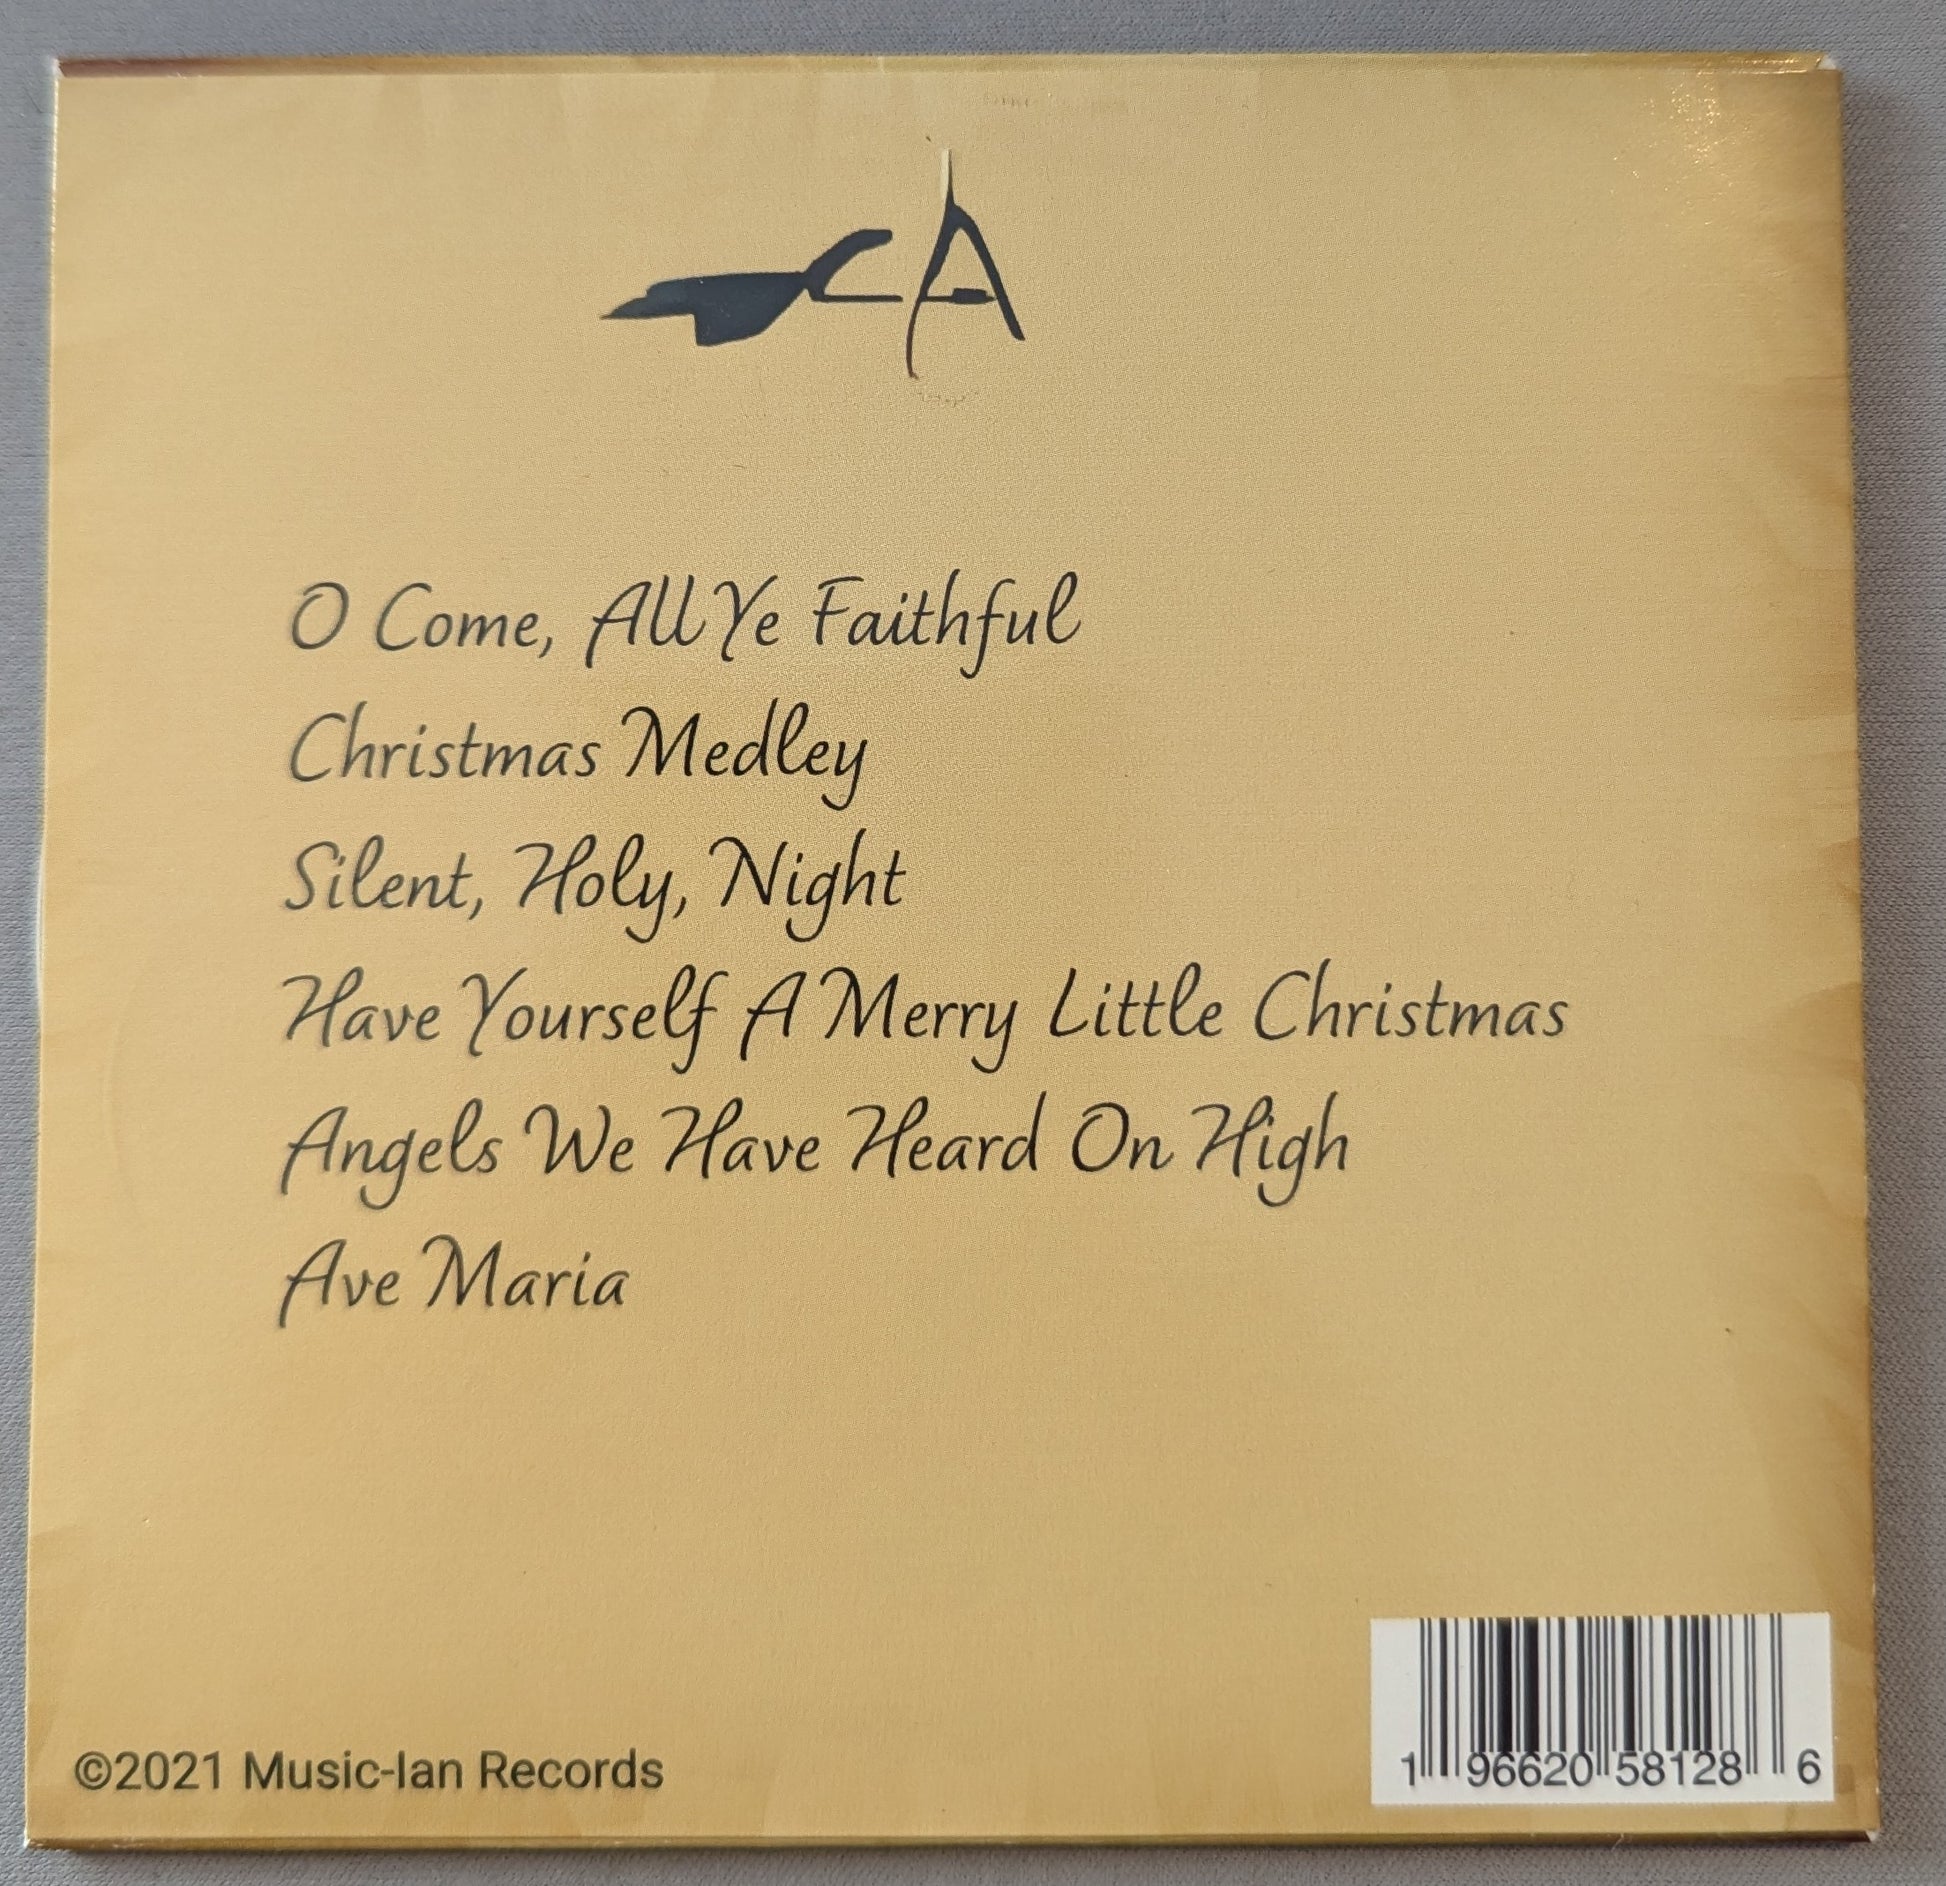 CA
O Come, All Ye Faithful
Christmas Medley
Silent, Holy, Night
Have Yourself A Merry Little Christmas
Angels We Have Heard On High
Ave Maria
©2021 Music-Ian Records
1 96620 58128 6